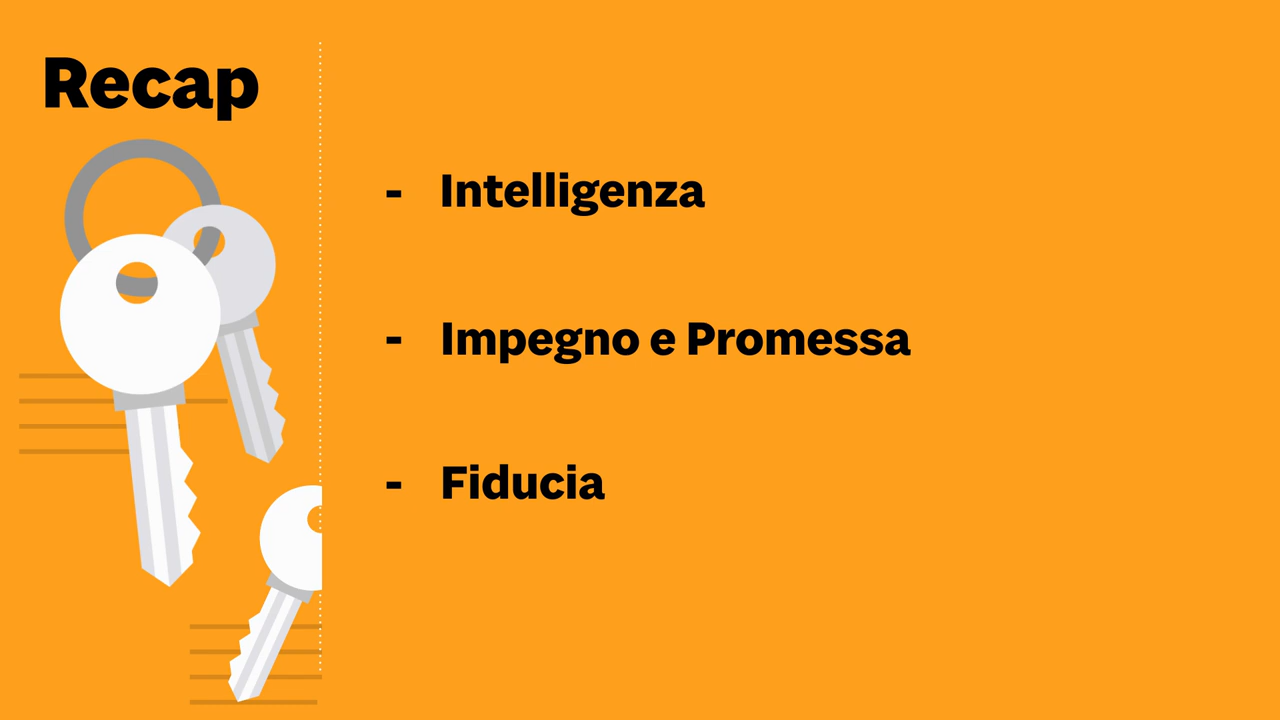 Recap
- Intelligenza
- Impegno e Promessa
- Fiducia